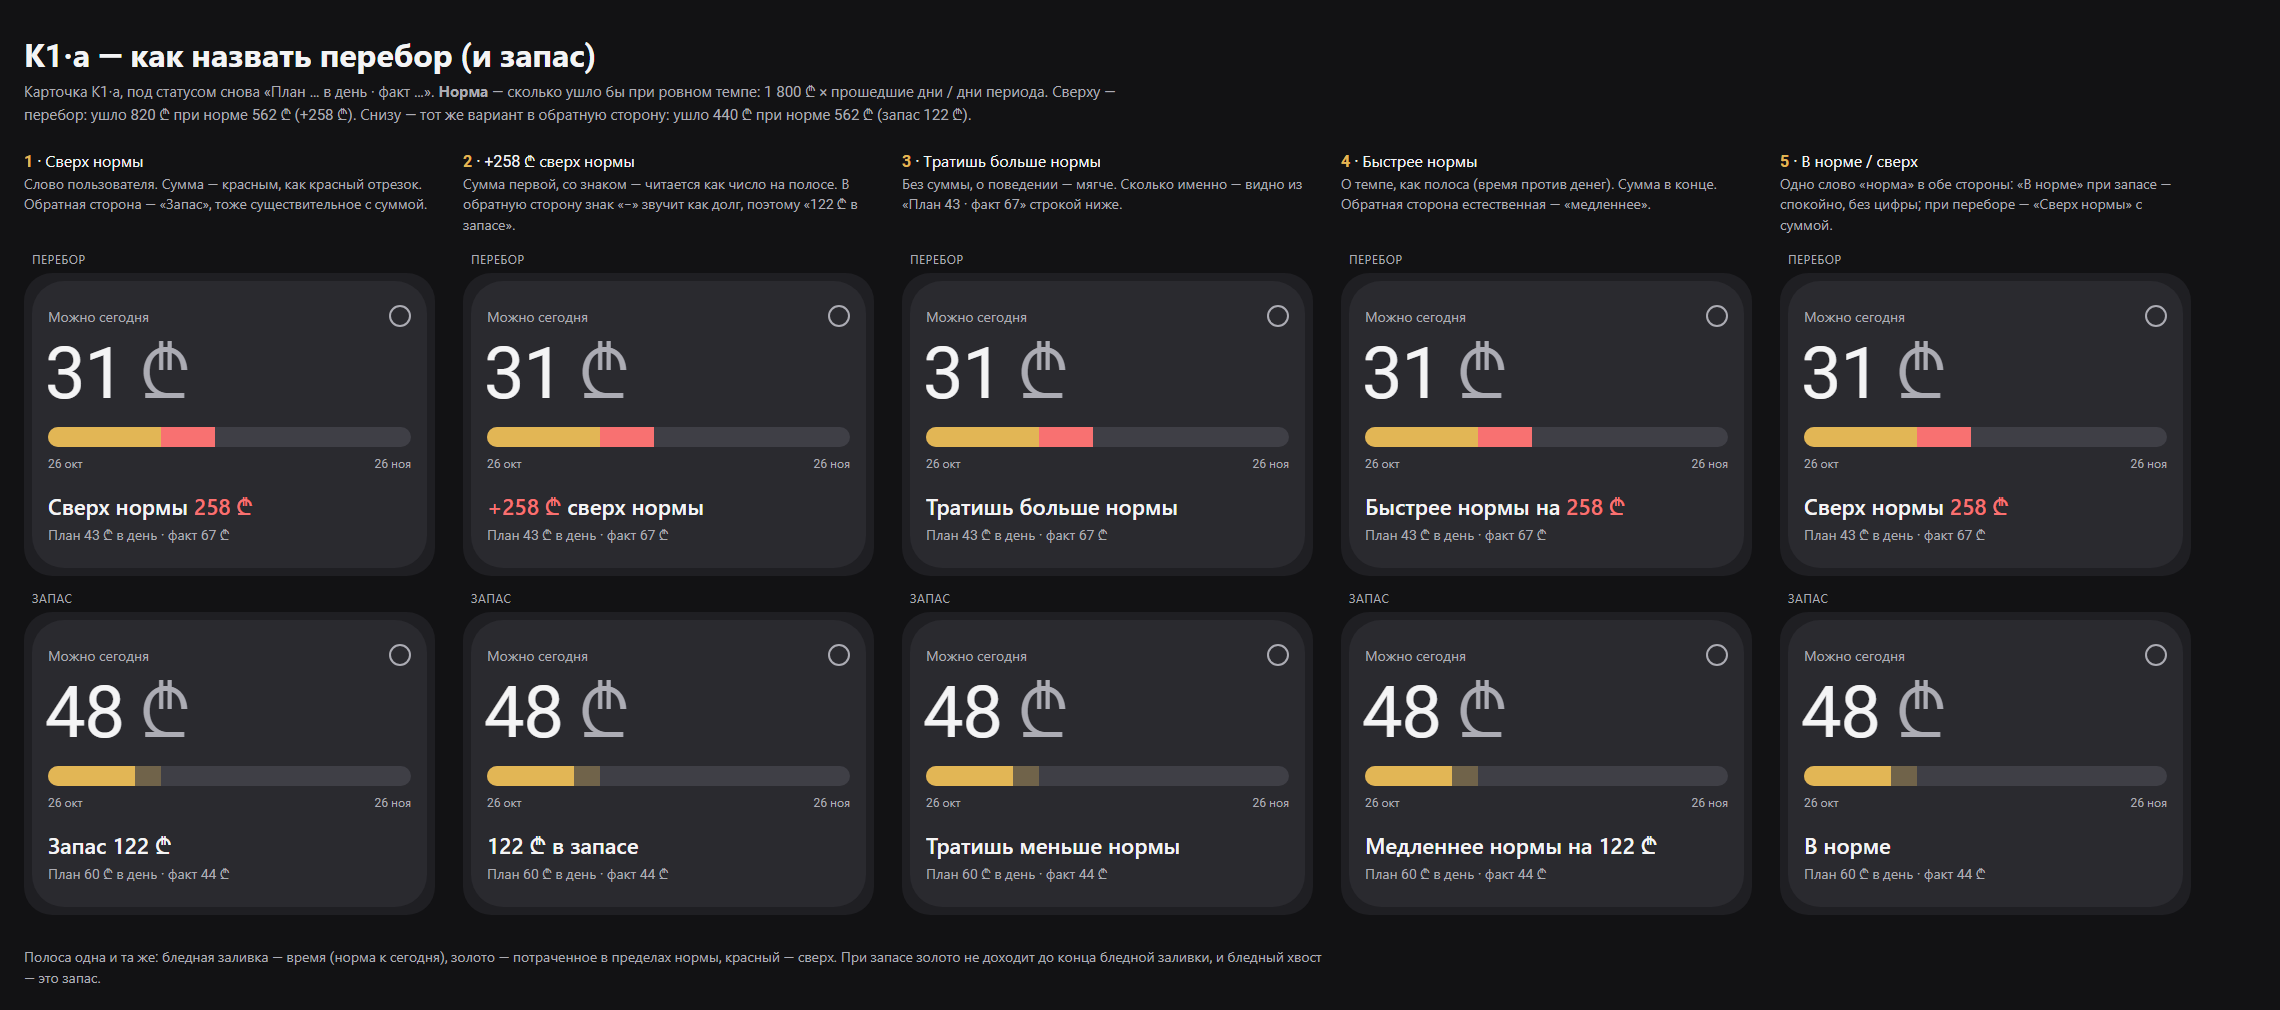 К1·а — как назвать перебор (и запас)
Карточка К1·а, под статусом снова «План ... в день · факт ...». Норма — сколько ушло бы при ровном темпе: 1 800 ₾ × прошедшие дни / дни периода. Сверху —
перебор: ушло 820 ₾ при норме 562 ₾ (+258 ₾). Снизу — тот же вариант в обратную сторону: ушло 440 ₾ при норме 562 ₾ (запас 122 ₾).
1 · Сверх нормы
Слово пользователя. Сумма — красным, как красный отрезок.
Обратная сторона — «Запас», тоже существительное с суммой.
2 · +258 ₾ сверх нормы
Сумма первой, со знаком — читается как число на полосе. В
обратную сторону знак «−» звучит как долг, поэтому «122 ₾ в
запасе».
3 · Тратишь больше нормы
Без суммы, о поведении — мягче. Сколько именно — видно из
«План 43 · факт 67» строкой ниже.
4 · Быстрее нормы
О темпе, как полоса (время против денег). Сумма в конце.
Обратная сторона естественная — «медленнее».
5 · В норме / сверх
Одно слово «норма» в обе стороны: «В норме» при запасе —
спокойно, без цифры; при переборе — «Сверх нормы» с
суммой.
ПЕРЕБОР
Можно сегодня
31 ₾
26 окт
26 ноя
Сверх нормы 258 ₾
План 43 ₾ в день · факт 67 ₾
ПЕРЕБОР
Можно сегодня
31 ₾
26 окт
26 ноя
+258 ₾ сверх нормы
План 43 ₾ в день · факт 67 ₾
ПЕРЕБОР
Можно сегодня
31 ₾
26 окт
26 ноя
Тратишь больше нормы
План 43 ₾ в день · факт 67 ₾
ПЕРЕБОР
Можно сегодня
31 ₾
26 окт
26 ноя
Быстрее нормы на 258 ₾
План 43 ₾ в день · факт 67 ₾
ПЕРЕБОР
Можно сегодня
31 ₾
26 окт
26 ноя
Сверх нормы 258 ₾
План 43 ₾ в день · факт 67 ₾
ЗАПАС
Можно сегодня
48 ₾
26 окт
26 ноя
Запас 122 ₾
План 60 ₾ в день · факт 44 ₾
ЗАПАС
Можно сегодня
48 ₾
26 окт
26 ноя
122 ₾ в запасе
План 60 ₾ в день · факт 44 ₾
ЗАПАС
Можно сегодня
48 ₾
26 окт
26 ноя
Тратишь меньше нормы
План 60 ₾ в день · факт 44 ₾
ЗАПАС
Можно сегодня
48 ₾
26 окт
26 ноя
Медленнее нормы на 122 ₾
План 60 ₾ в день · факт 44 ₾
ЗАПАС
Можно сегодня
48 ₾
26 окт
26 ноя
В норме
План 60 ₾ в день · факт 44 ₾
Полоса одна и та же: бледная заливка — время (норма к сегодня), золото — потраченное в пределах нормы, красный — сверх. При запасе золото не доходит до конца бледной заливки, и бледный хвост
— это запас.